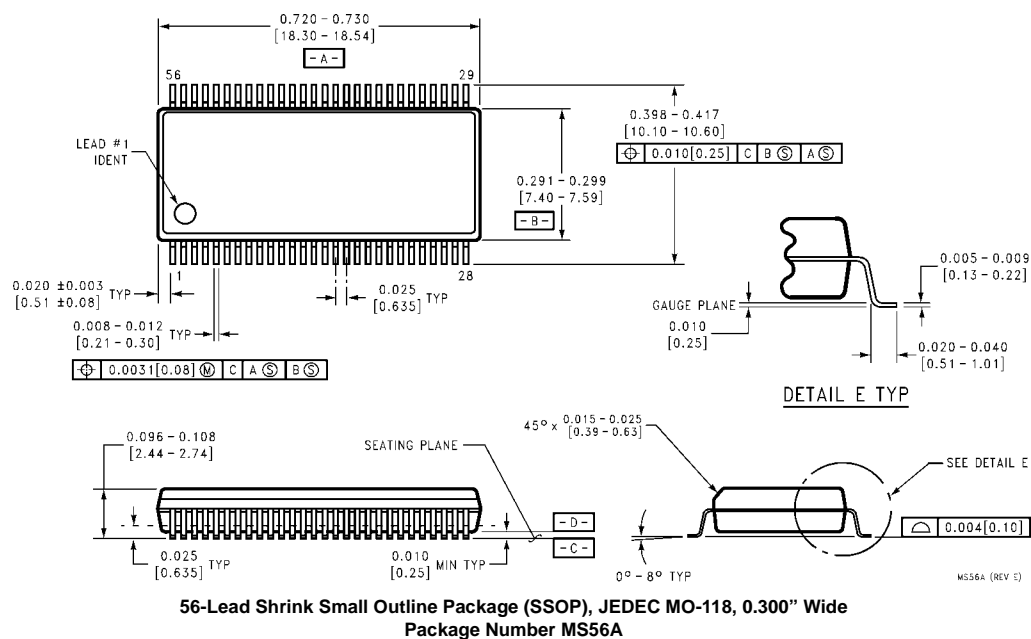 0.720 – 0.730
[18.30 – 18.54]
-A-
56
29
LEAD #1
IDENT
0.291 – 0.299
[7.40 – 7.59]
-B-
0.398 – 0.417
[10.10 – 10.60]
⌖ 0.010[0.25] C BⓈ AⓈ
1
28
0.020 ±0.003
[0.51 ±0.08] TYP
0.025
[0.635] TYP
0.008 – 0.012
[0.21 – 0.30] TYP
⌖ 0.0031[0.08]Ⓜ C AⓈ BⓈ
GAUGE PLANE
0.010
[0.25]
0.005 – 0.009
[0.13 – 0.22]
0.020 – 0.040
[0.51 – 1.01]
DETAIL E TYP
0.096 – 0.108
[2.44 – 2.74]
SEATING PLANE
0.025
[0.635] TYP
0.010
[0.25] MIN TYP
-D-
-C-
45° x 0.015 – 0.025
[0.39 – 0.63]
SEE DETAIL E
⌓ 0.004[0.10]
0° – 8° TYP
MS56A (REV E)
56-Lead Shrink Small Outline Package (SSOP), JEDEC MO-118, 0.300” Wide
Package Number MS56A